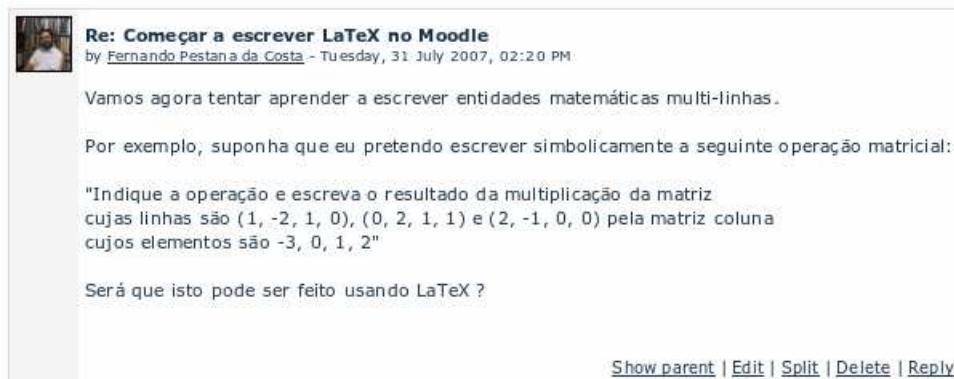 Re: Começar a escrever LaTeX no Moodle
by Fernando Pestana da Costa - Tuesday, 31 July 2007, 02:20 PM
Vamos agora tentar aprender a escrever entidades matemáticas multi-linhas.
Por exemplo, suponha que eu pretendo escrever simbolicamente a seguinte operação matricial:
"Indique a operação e escreva o resultado da multiplicação da matriz
cujas linhas são (1, -2, 1, 0), (0, 2, 1, 1) e (2, -1, 0, 0) pela matriz coluna
cujos elementos são -3, 0, 1, 2"
Será que isto pode ser feito usando LaTeX ?
Show parent | Edit | Split | Delete | Reply